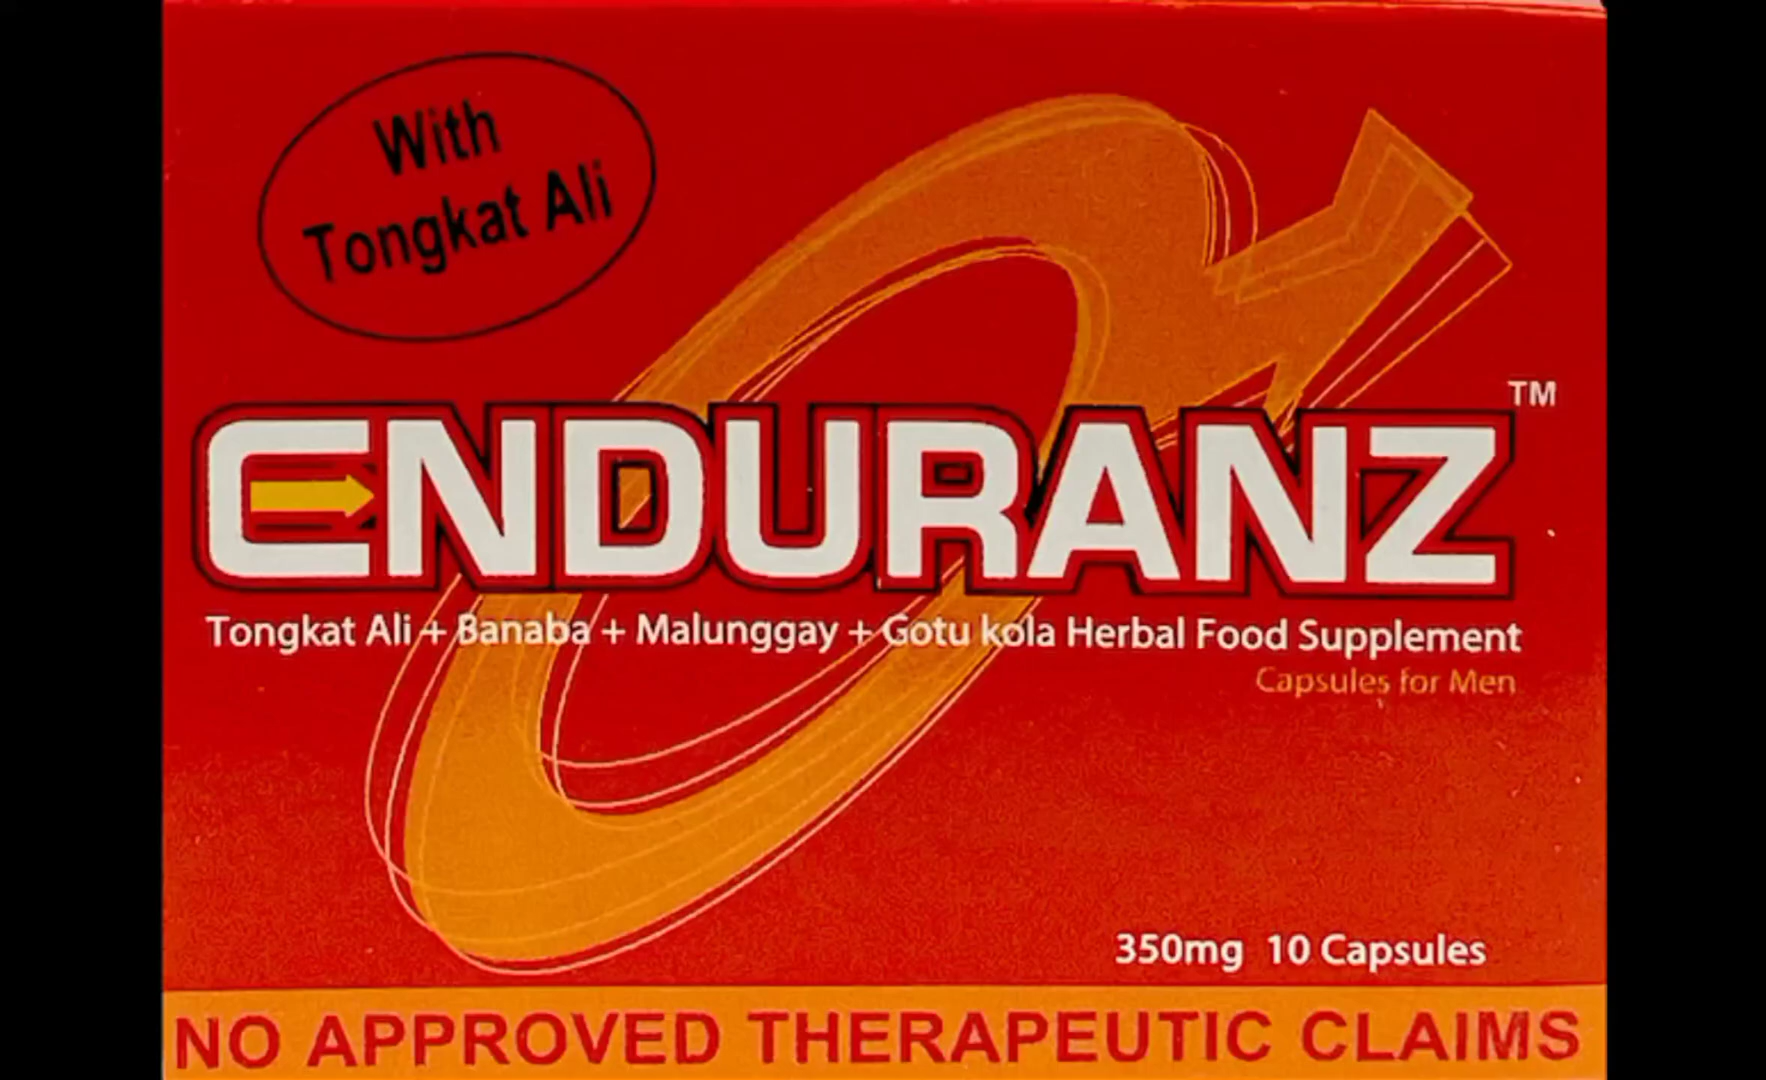 With
Tongkat Ali
ENDURANZ™
Tongkat Ali + Banaba + Malunggay + Gotu kola Herbal Food Supplement
Capsules for Men
350mg 10 Capsules
NO APPROVED THERAPEUTIC CLAIMS